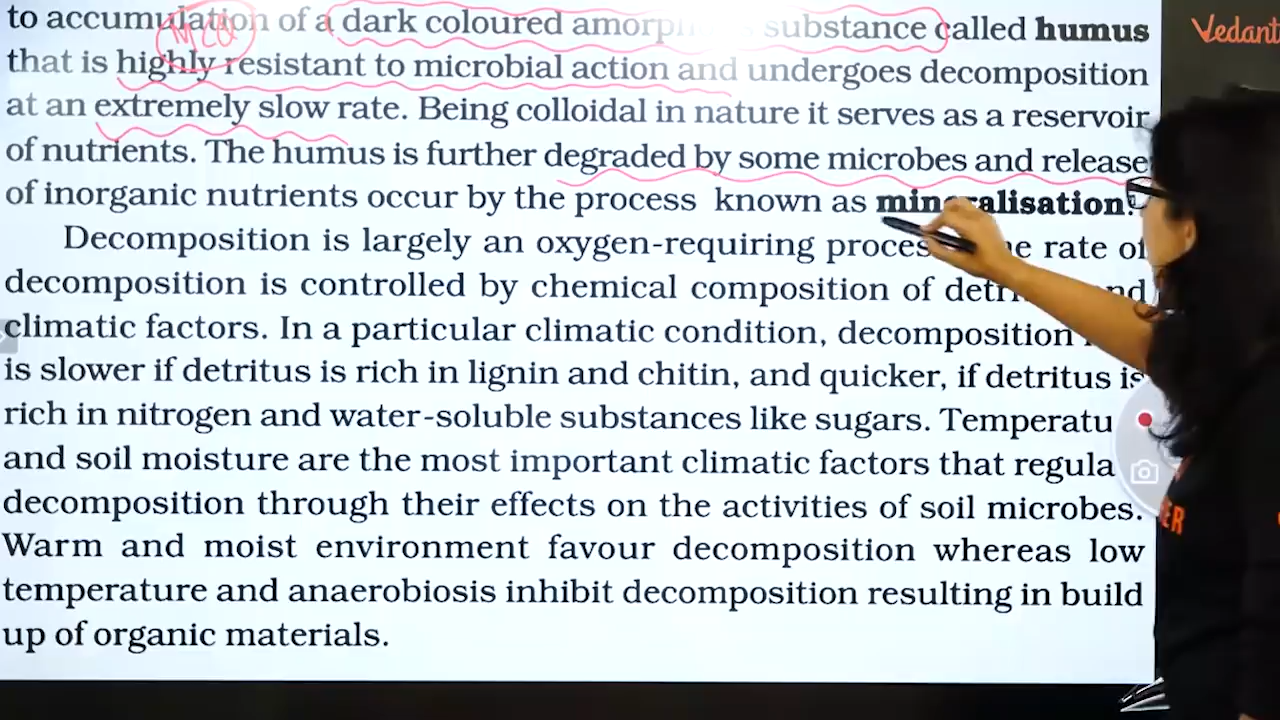 to accumulation of a dark coloured substance called humus
that is highly resistant to microbial action and undergoes decomposition
at an extremely slow rate. Being colloidal in nature it serves as a reservoir
of nutrients. The humus is further degraded by some microbes and release
of inorganic nutrients occur by the process known as mineralisation.
Decomposition is largely an oxygen-requiring rate of
decomposition is controlled by chemical composition of
climatic factors. In a particular climatic condition, decomposition
is slower if detritus is rich in lignin and chitin, and quicker, if detritus is
rich in nitrogen and water-soluble substances like sugars. Temperatu
and soil moisture are the most important climatic factors that regula
decomposition through their effects on the activities of soil microbes.
Warm and moist environment favour decomposition whereas low
temperature and anaerobiosis inhibit decomposition resulting in build
up of organic materials.
MCQ
Vedant
ER